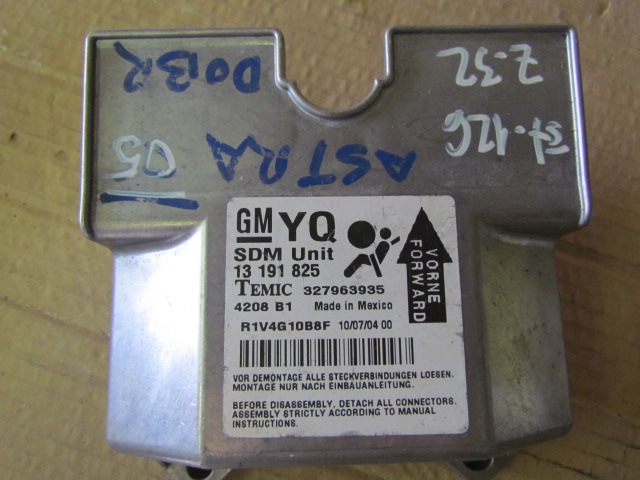 DOBR
Z-32
ASTRA 05
st-126
GM YQ
SDM Unit
13 191 825
TEMIC 327963935
4208 B1 Made in Mexico
R1V4G10B8F 10/07/04 00
VORNE
FORWARD
VOR DEMONTAGE ALLE STECKVERBINDUNGEN LOESEN.
MONTAGE NUR NACH EINBAUANLEITUNG.
BEFORE DISASSEMBLY, DETACH ALL CONNECTORS.
ASSEMBLY STRICTLY ACCORDING TO MANUAL
INSTRUCTIONS.